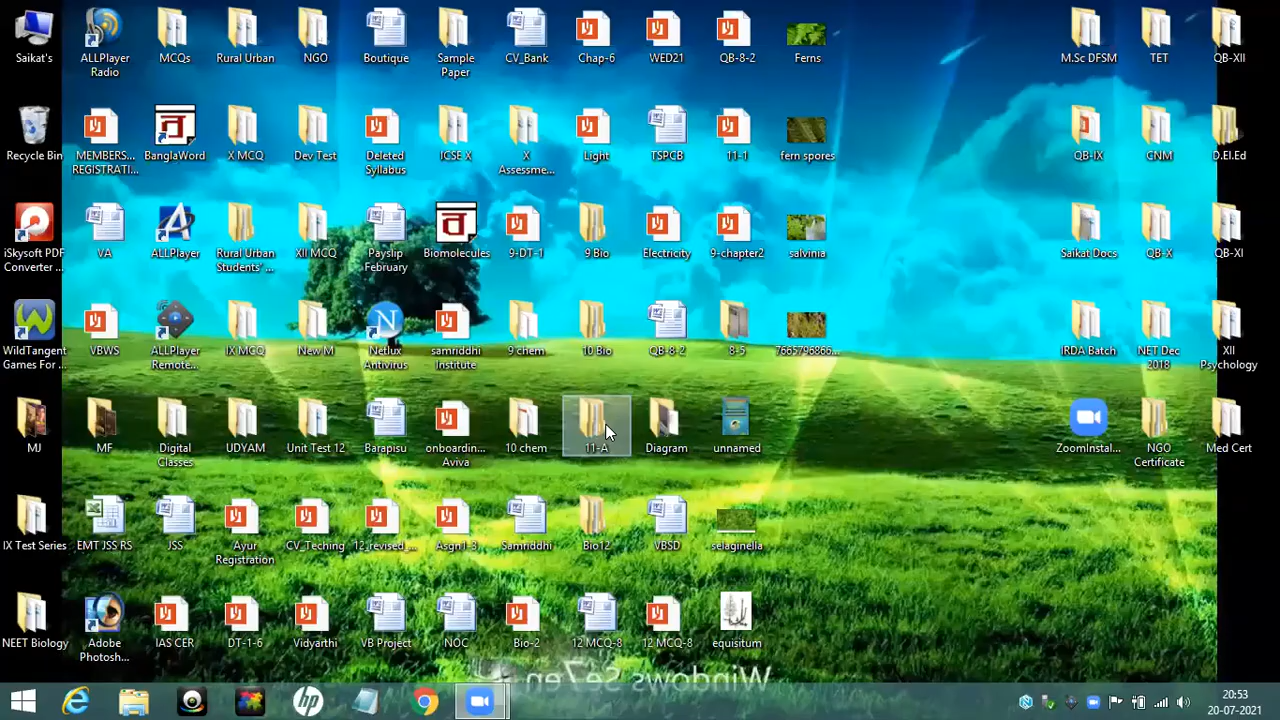 Saikat's
ALLPlayer
Radio
MCQs
Rural Urban
NGO
Boutique
Sample
Paper
CV_Bank
Chap-6
WED21
QB-8-2
Ferns
M.Sc DFSM
TET
QB-XII
Recycle Bin
MEMBERS...
REGISTRATI...
BanglaWord
X MCQ
Dev Test
Deleted
Syllabus
ICSE X
X
Assessme...
Light
TSPCB
11-1
fern spores
QB-IX
CNM
D.El.Ed
iSkysoft PDF
Converter ...
VA
ALLPlayer
Rural Urban
Students' ...
XII MCQ
Payslip
February
Biomolecules
9-DT-1
9 Bio
Electricity
9-chapter2
salvinia
Saikat Docs
QB-X
QB-XI
WildTangent
Games For ...
VBWS
ALLPlayer
Remote...
IX MCQ
New M
Netlux
Antivirus
samriddhi
Institute
9 chem
10 Bio
QB-8-2
8-5
7665796866...
IRDA Batch
NET Dec
2018
XII
Psychology
MJ
MF
Digital
Classes
UDYAM
Unit Test 12
Barapisu
onboardin...
Aviva
10 chem
11-A
Diagram
unnamed
ZoomInstal...
NGO
Certificate
Med Cert
IX Test Series
EMT JSS RS
JSS
Ayur
Registration
CV_Teching
12_revised_...
Asgn1-3
Samriddhi
Bio12
VBSD
selaginella
NEET Biology
Adobe
Photosh...
IAS CER
DT-1-6
Vidyarthi
VB Project
NOC
Bio-2
12 MCQ-8
12 MCQ-8
equisitum
Windows Se7en
20:53
20-07-2021